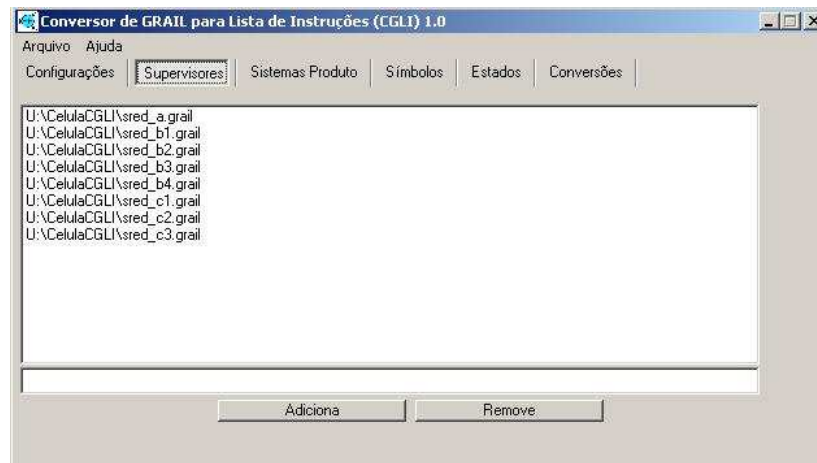 Conversor de GRAIL para Lista de Instruções (CGLI) 1.0
Arquivo Ajuda
Configurações Supervisores Sistemas Produto Símbolos Estados Conversões
U:\CelulaCGLI\sred_a.grail
U:\CelulaCGLI\sred_b1.grail
U:\CelulaCGLI\sred_b2.grail
U:\CelulaCGLI\sred_b3.grail
U:\CelulaCGLI\sred_b4.grail
U:\CelulaCGLI\sred_c1.grail
U:\CelulaCGLI\sred_c2.grail
U:\CelulaCGLI\sred_c3.grail
Adiciona Remove